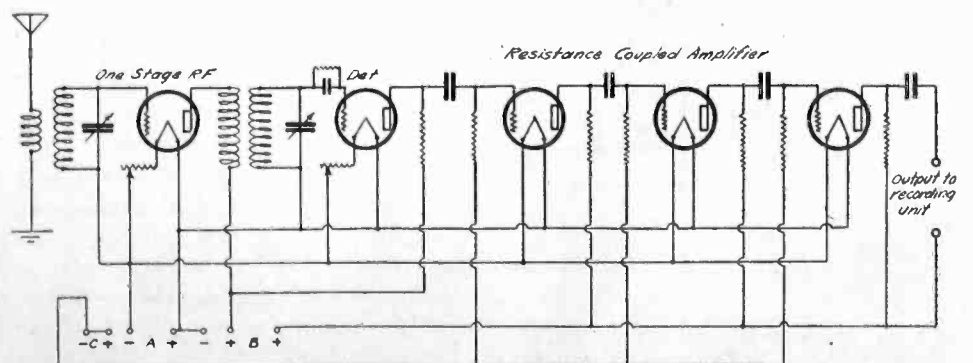 Resistance Coupled Amplifier
One Stage RF
Det
Output to
recording
unit
- C + - A + - + B +